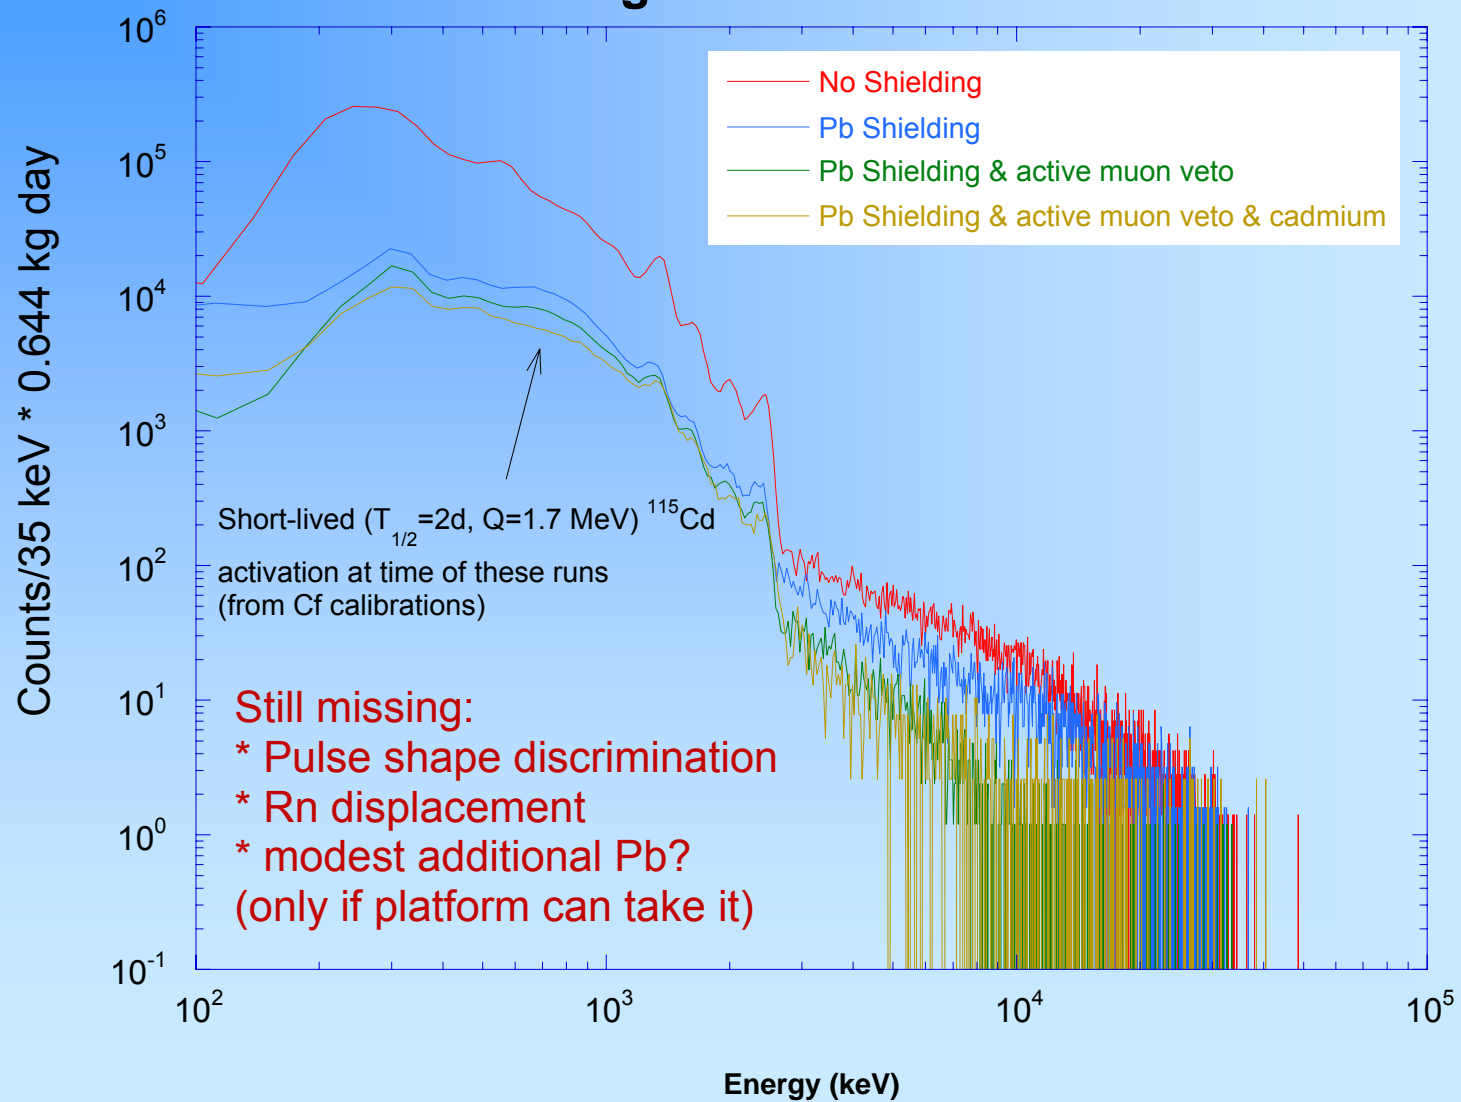 10^6
10^5
10^4
10^3
10^2
10^1
10^0
10^-1
Counts/35 keV * 0.644 kg day
No Shielding
Pb Shielding
Pb Shielding & active muon veto
Pb Shielding & active muon veto & cadmium
Short-lived (T_1/2=2d, Q=1.7 MeV) ^115Cd
activation at time of these runs
(from Cf calibrations)
Still missing:
* Pulse shape discrimination
* Rn displacement
* modest additional Pb?
(only if platform can take it)
10^2
10^3
10^4
10^5
Energy (keV)